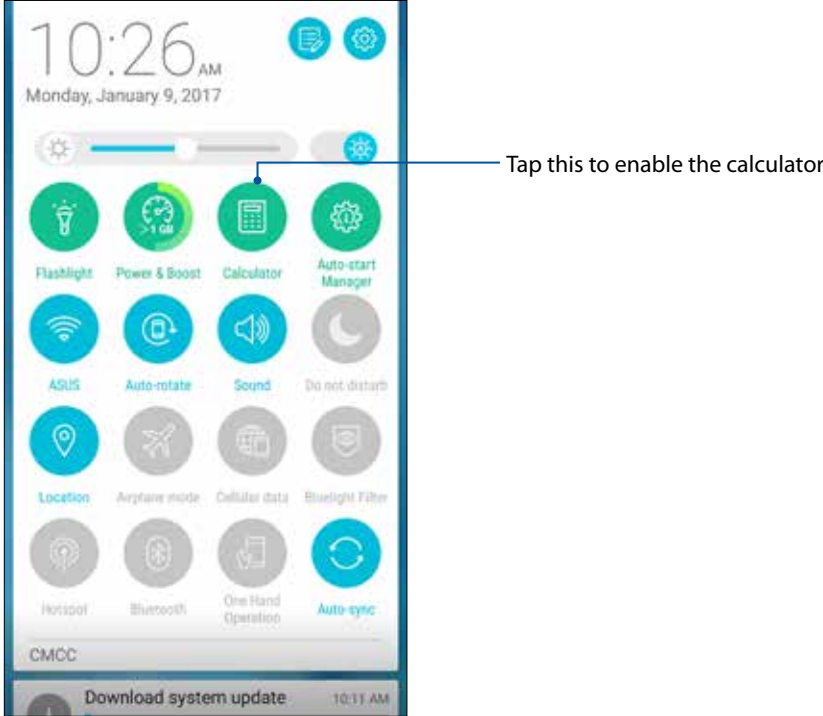 10:26 AM
Monday, January 9, 2017
Tap this to enable the calculator
>1 GB
Flashlight
Power & Boost
Calculator
Auto-start
Manager
ASUS
Auto-rotate
Sound
Do not disturb
Location
Airplane mode
Cellular data
Bluelight Filter
Hotspot
Bluetooth
One Hand
Operation
Auto-sync
CMCC
Download system update
10:11 AM